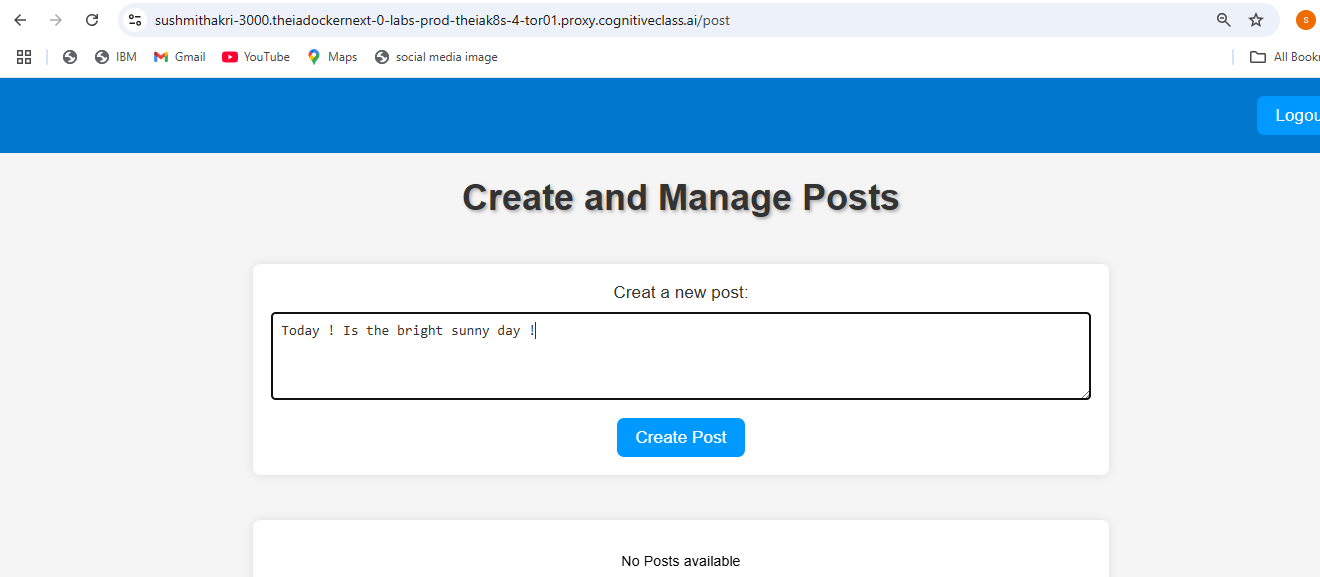 sushmithakri-3000.theiadockernext-0-labs-prod-theiak8s-4-tor01.proxy.cognitiveclass.ai/post
s
IBM Gmail YouTube Maps social media image All Book
Logou
Create and Manage Posts
Creat a new post:
Today ! Is the bright sunny day !
Create Post
No Posts available